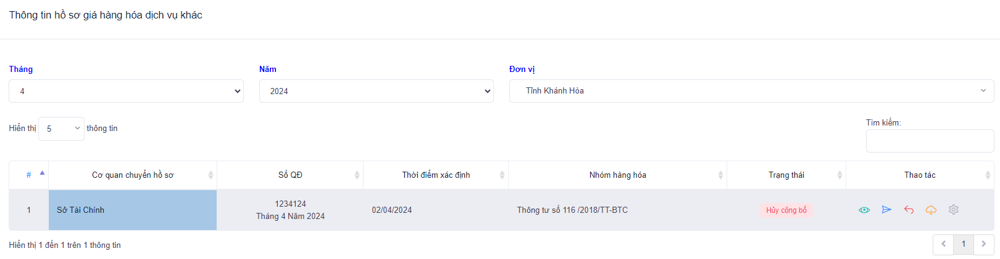 Thông tin hồ sơ giá hàng hóa dịch vụ khác
Tháng
Năm
Đơn vị
4
2024
Tỉnh Khánh Hòa
Hiển thị 5 thông tin
Tìm kiếm:
# Cơ quan chuyển hồ sơ Số QĐ Thời điểm xác định Nhóm hàng hóa Trạng thái Thao tác
1 Sở Tài Chính 1234124 02/04/2024 Thông tư số 116 /2018/TT-BTC Hủy công bố
Tháng 4 Năm 2024
Hiển thị 1 đến 1 trên 1 thông tin
1